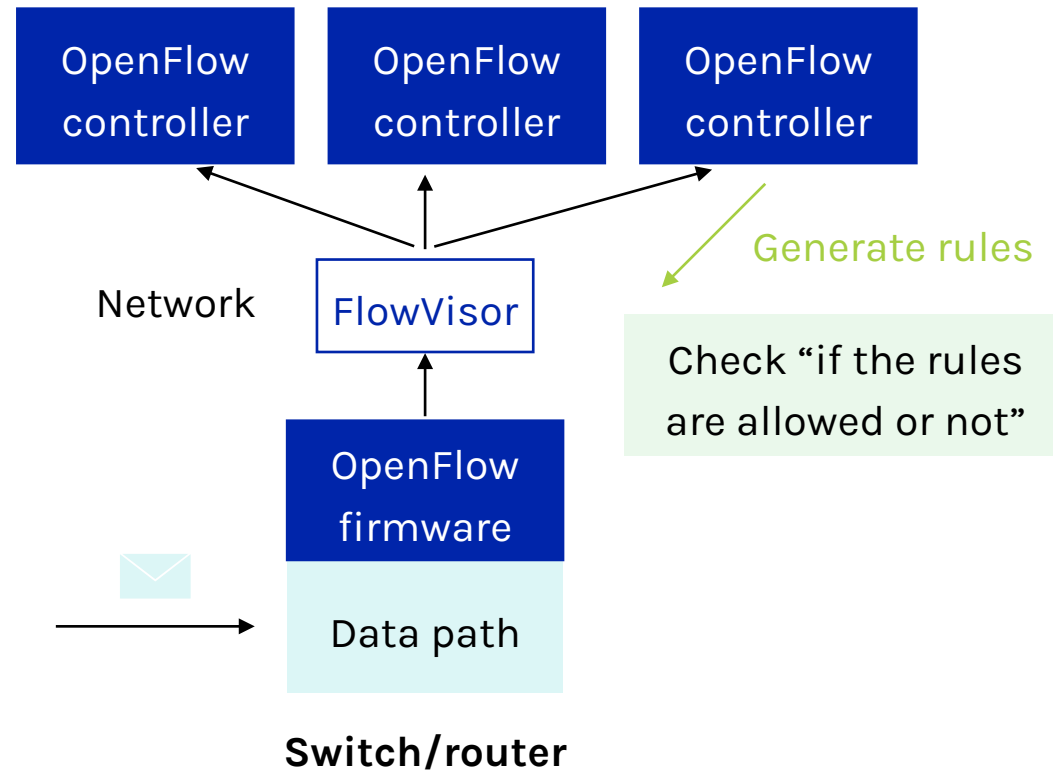 OpenFlow
controller
OpenFlow
controller
OpenFlow
controller
Generate rules
Network
FlowVisor
Check “if the rules
are allowed or not”
OpenFlow
firmware
Data path
Switch/router